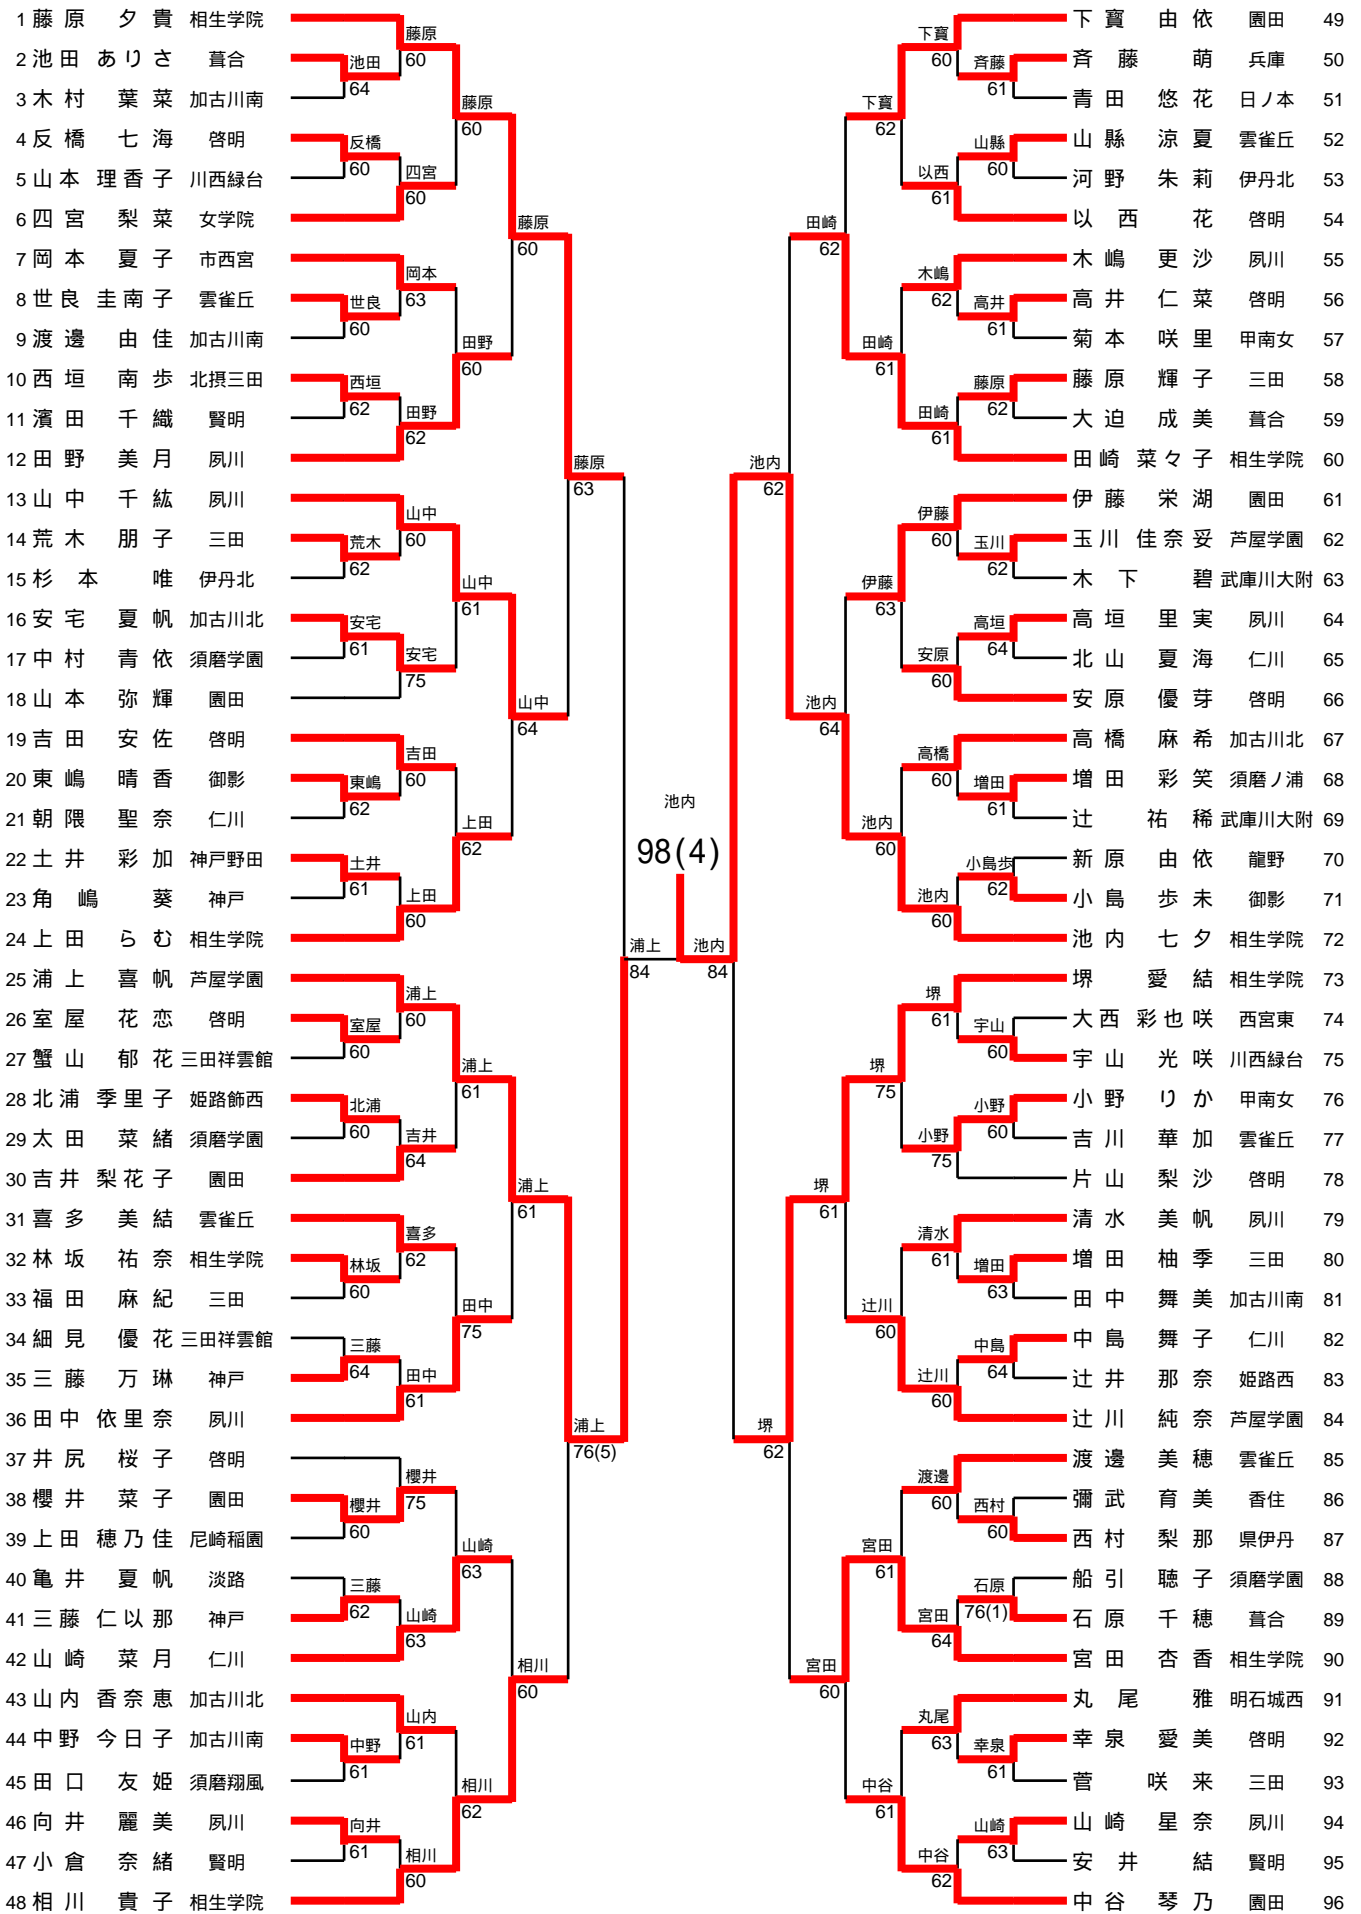 1 藤原 夕貴 相生学院
2 池田 ありさ 葺合
3 木村 葉菜 加古川南
4 反橋 七海 啓明
5 山本 理香子 川西緑台
6 四宮 梨菜 女学院
7 岡本 夏子 市西宮
8 世良 圭南子 雲雀丘
9 渡邊 由佳 加古川南
10 西垣 南歩 北摂三田
11 濱田 千織 賢明
12 田野 美月 夙川
13 山中 千紘 夙川
14 荒木 朋子 三田
15 杉本 唯 伊丹北
16 安宅 夏帆 加古川北
17 中村 青依 須磨学園
18 山本 弥輝 園田
19 吉田 安佐 啓明
20 東嶋 晴香 御影
21 朝隈 聖奈 仁川
22 土井 彩加 神戸野田
23 角嶋 葵 神戸
24 上田 らむ 相生学院
25 浦上 喜帆 芦屋学園
26 室屋 花恋 啓明
27 蟹山 郁花 三田祥雲館
28 北浦 季里子 姫路飾西
29 太田 菜緒 須磨学園
30 吉井 梨花子 園田
31 喜多 美結 雲雀丘
32 林坂 祐奈 相生学院
33 福田 麻紀 三田
34 細見 優花 三田祥雲館
35 三藤 万琳 神戸
36 田中 依里奈 夙川
37 井尻 桜子 啓明
38 櫻井 菜子 園田
39 上田 穂乃佳 尼崎稲園
40 亀井 夏帆 淡路
41 三藤 仁以那 神戸
42 山崎 菜月 仁川
43 山内 香奈恵 加古川北
44 中野 今日子 加古川南
45 田口 友姫 須磨翔風
46 向井 麗美 夙川
47 小倉 奈緒 賢明
48 相川 貴子 相生学院
池田
64
反橋
60
世良
60
西垣
62
荒木
62
安宅
61
東嶋
62
土井
61
室屋
60
北浦
60
林坂
60
三藤
64
櫻井
60
三藤
62
中野
61
向井
61
藤原
60
四宮
60
岡本
63
田野
62
山中
60
安宅
75
吉田
60
上田
60
浦上
60
吉井
64
喜多
62
田中
61
櫻井
75
山崎
63
山内
61
相川
60
藤原
60
田野
60
山中
61
上田
62
浦上
61
田中
75
山崎
63
相川
62
藤原
60
山中
64
浦上
61
相川
60
藤原
63
浦上
76(5)
浦上
84
池内
98(4)
池内
84
池内
62
堺
62
田崎
62
池内
64
堺
61
宮田
60
下寶
62
田崎
61
伊藤
63
池内
60
堺
75
辻川
60
宮田
61
中谷
61
下寶
60
以西
61
木嶋
62
田崎
61
伊藤
60
安原
60
高橋
60
池内
60
堺
61
小野
75
清水
61
辻川
60
渡邊
60
宮田
64
丸尾
63
中谷
62
斉藤
61
山縣
60
高井
61
藤原
62
玉川
62
高垣
64
増田
61
小島歩
62
宇山
60
小野
60
増田
63
中島
64
西村
60
石原
76(1)
幸泉
61
山崎
63
下寶 由依 園田 49
斉藤 萌 兵庫 50
青田 悠花 日ノ本 51
山縣 涼夏 雲雀丘 52
河野 朱莉 伊丹北 53
以西 花 啓明 54
木嶋 更沙 夙川 55
高井 仁菜 啓明 56
菊本 咲里 甲南女 57
藤原 輝子 三田 58
大迫 成美 葺合 59
田崎 菜々子 相生学院 60
伊藤 栄湖 園田 61
玉川 佳奈妥 芦屋学園 62
木下 碧 武庫川大附 63
高垣 里実 夙川 64
北山 夏海 仁川 65
安原 優芽 啓明 66
高橋 麻希 加古川北 67
増田 彩笑 須磨ノ浦 68
辻 祐稀 武庫川大附 69
新原 由依 龍野 70
小島 歩未 御影 71
池内 七夕 相生学院 72
堺 愛結 相生学院 73
大西 彩也咲 西宮東 74
宇山 光咲 川西緑台 75
小野 りか 甲南女 76
吉川 華加 雲雀丘 77
片山 梨沙 啓明 78
清水 美帆 夙川 79
増田 柚季 三田 80
田中 舞美 加古川南 81
中島 舞子 仁川 82
辻井 那奈 姫路西 83
辻川 純奈 芦屋学園 84
渡邊 美穂 雲雀丘 85
彌武 育美 香住 86
西村 梨那 県伊丹 87
船引 聴子 須磨学園 88
石原 千穂 葺合 89
宮田 杏香 相生学院 90
丸尾 雅 明石城西 91
幸泉 愛美 啓明 92
菅 咲来 三田 93
山崎 星奈 夙川 94
安井 結 賢明 95
中谷 琴乃 園田 96